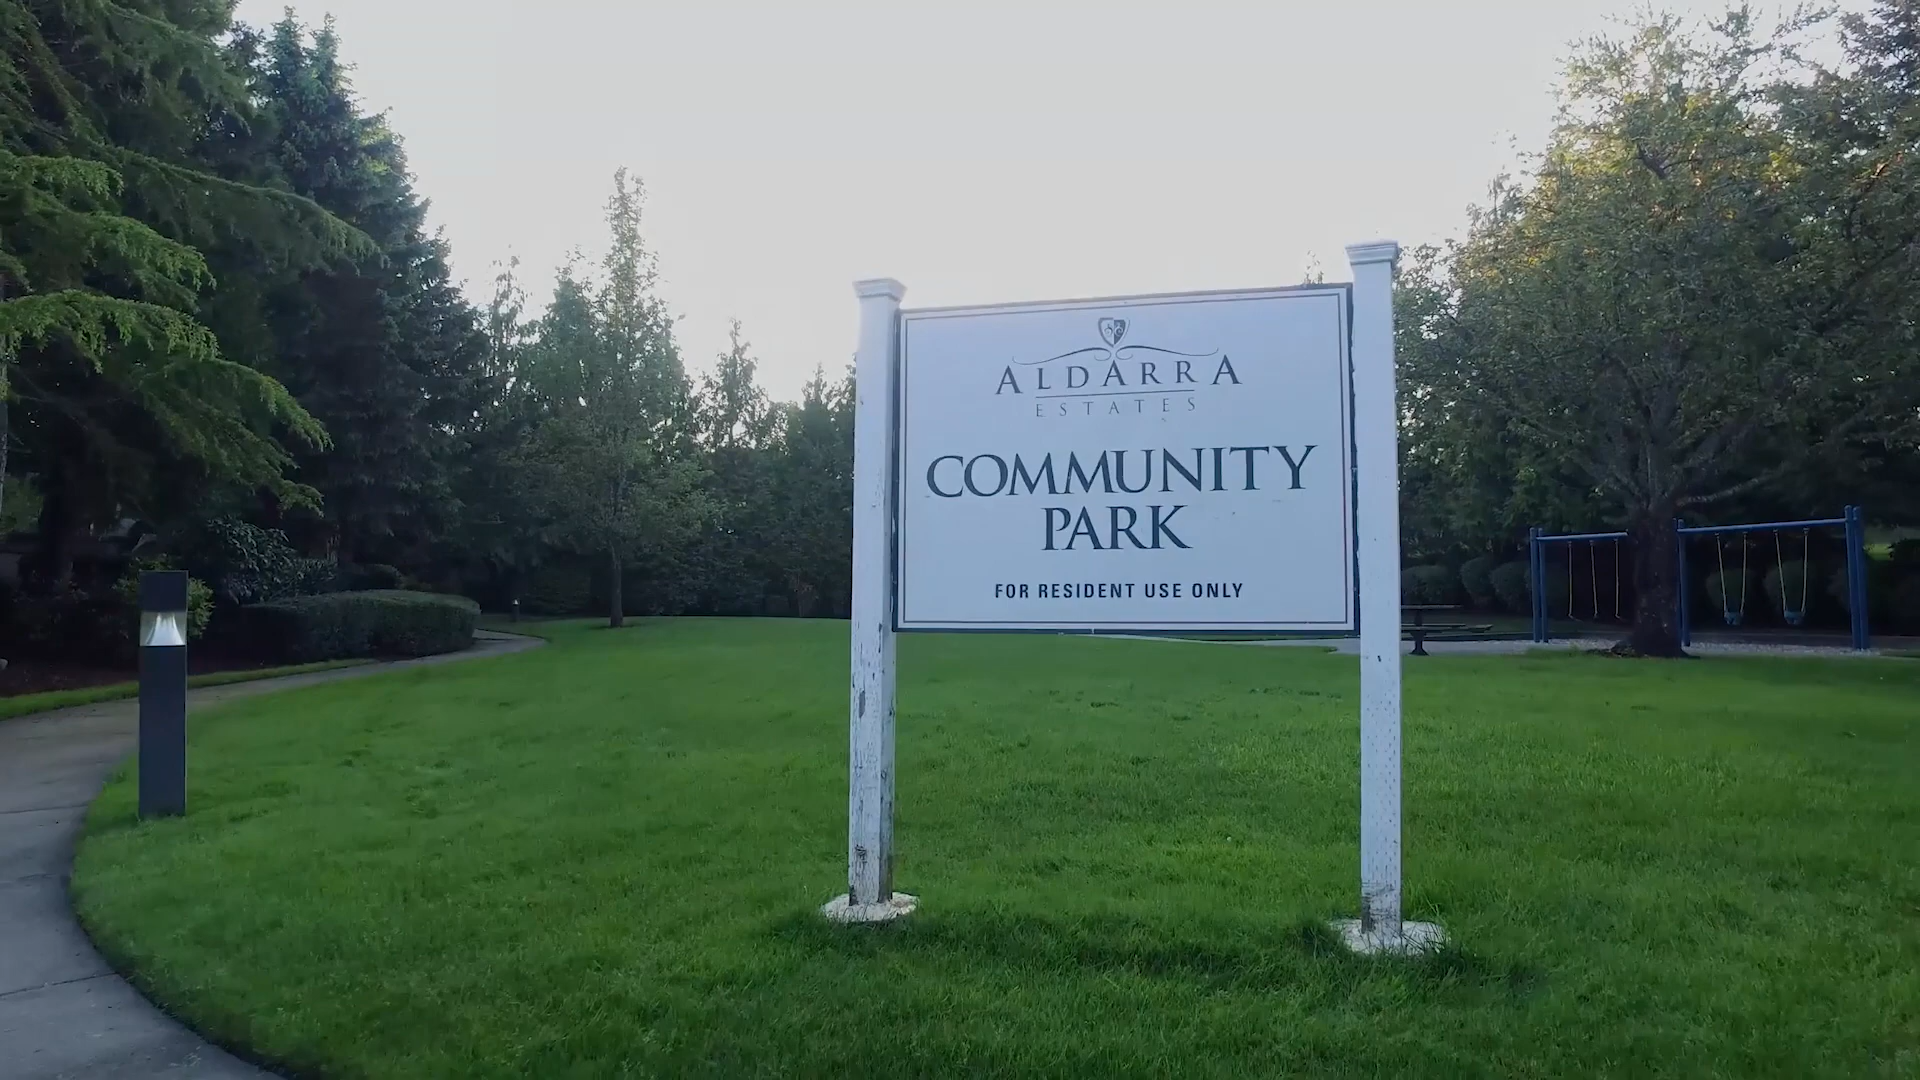 ALDARRA
ESTATES
COMMUNITY
PARK
FOR RESIDENT USE ONLY